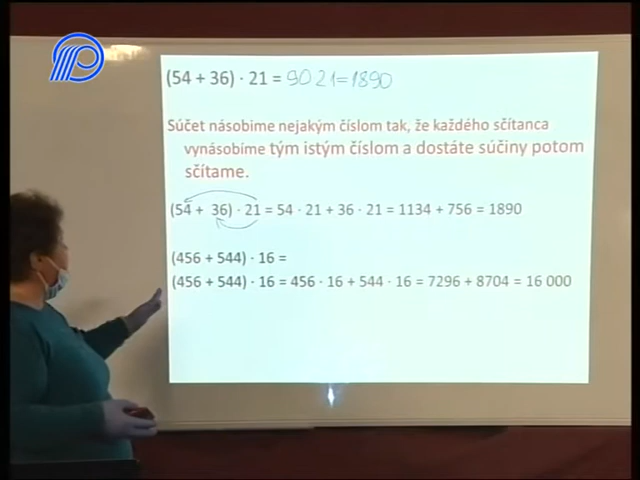 (54 + 36) · 21 = 90 21=1890
Súčet násobime nejakým číslom tak, že každého sčítanca
vynásobíme tým istým číslom a dostáte súčiny potom
sčítame.
(54 + 36) · 21 = 54 · 21 + 36 · 21 = 1134 + 756 = 1890
(456 + 544) · 16 =
(456 + 544) · 16 = 456 · 16 + 544 · 16 = 7296 + 8704 = 16 000